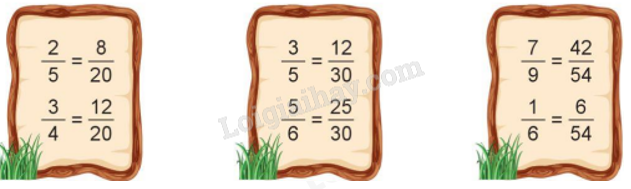 2/5 = 8/20
3/4 = 12/20
3/5 = 12/30
5/6 = 25/30
7/9 = 42/54
1/6 = 6/54
Loigiaihay.com